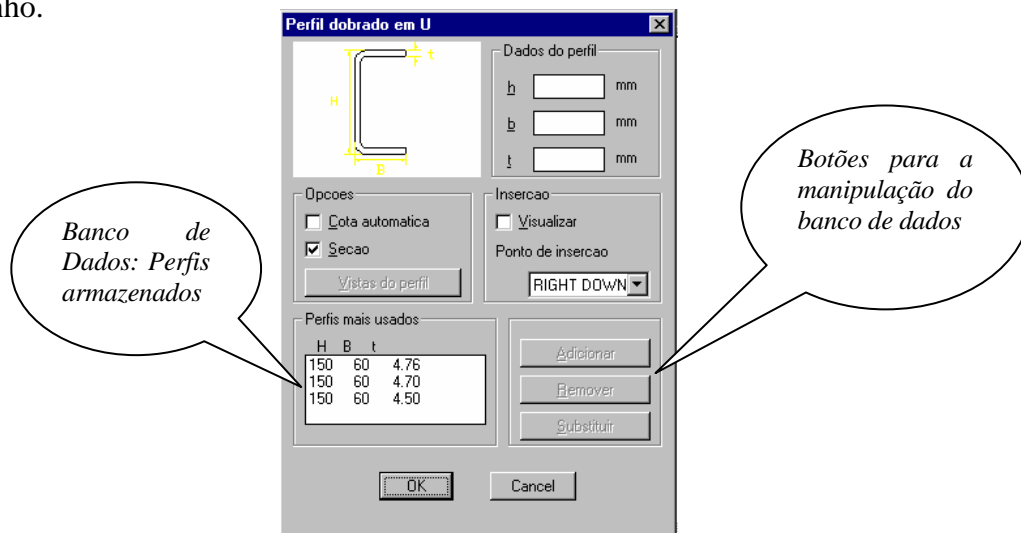 nho.
Perfil dobrado em U
t
H
B
Dados do perfil
h mm
b mm
t mm
Opcoes
Cota automatica
Secao
Vistas do perfil
Insercao
Visualizar
Ponto de insercao
RIGHT DOWN
Perfis mais usados
H B t
150 60 4.76
150 60 4.70
150 60 4.50
Adicionar
Remover
Substituir
OK Cancel
Banco de
Dados: Perfis
armazenados
Botões para a
manipulação do
banco de dados